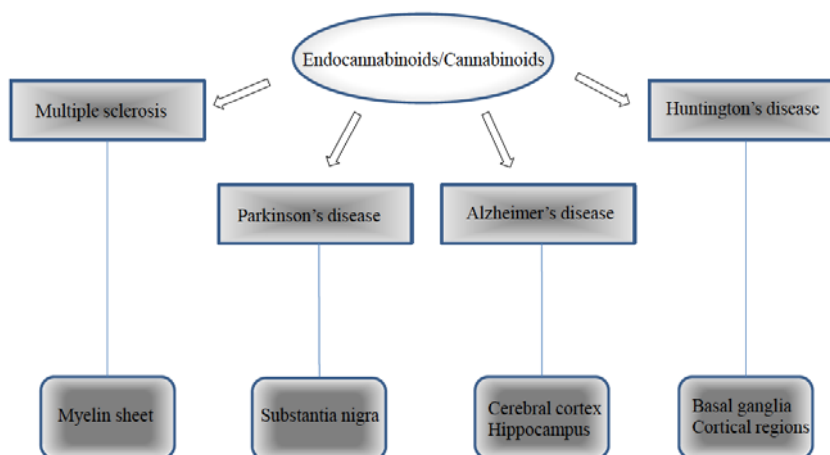 Endocannabinoids/Cannabinoids
Multiple sclerosis
Huntington's disease
Parkinson's disease
Alzheimer's disease
Myelin sheet
Substantia nigra
Cerebral cortex
Hippocampus
Basal ganglia
Cortical regions